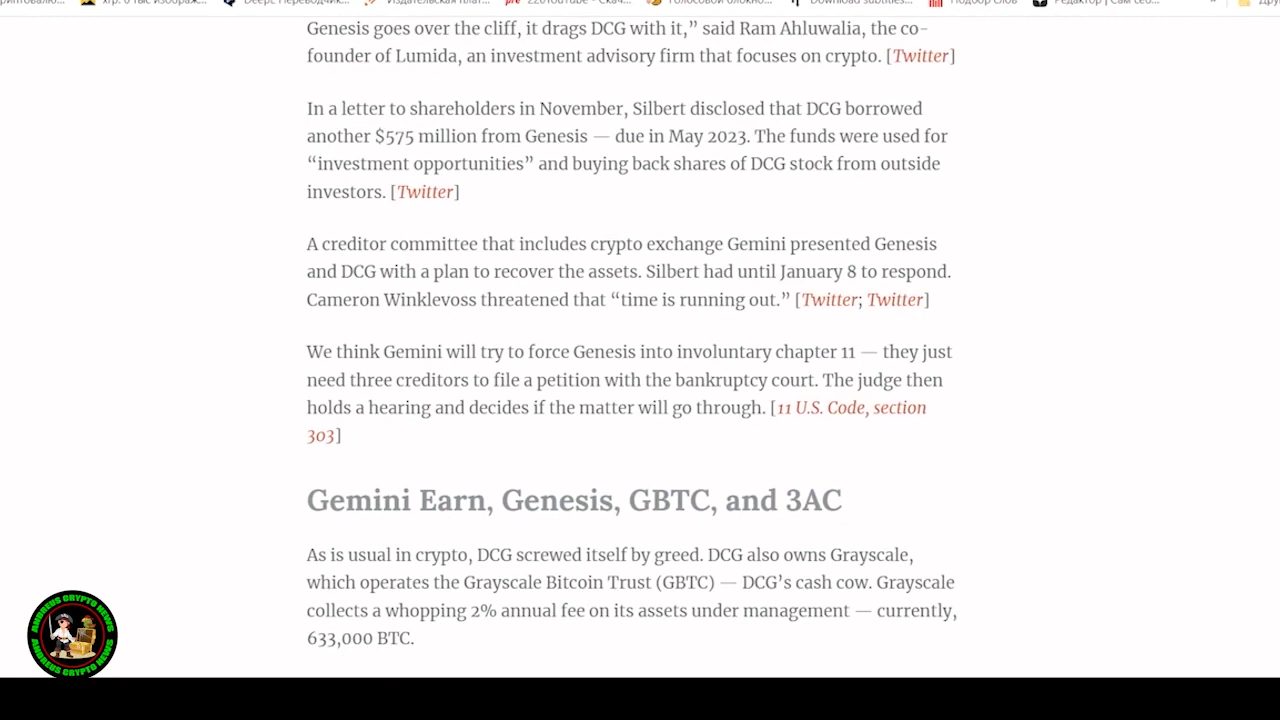 Genesis goes over the cliff, it drags DCG with it,” said Ram Ahluwalia, the co-
founder of Lumida, an investment advisory firm that focuses on crypto. [Twitter]
In a letter to shareholders in November, Silbert disclosed that DCG borrowed
another $575 million from Genesis — due in May 2023. The funds were used for
“investment opportunities” and buying back shares of DCG stock from outside
investors. [Twitter]
A creditor committee that includes crypto exchange Gemini presented Genesis
and DCG with a plan to recover the assets. Silbert had until January 8 to respond.
Cameron Winklevoss threatened that “time is running out.” [Twitter; Twitter]
We think Gemini will try to force Genesis into involuntary chapter 11 — they just
need three creditors to file a petition with the bankruptcy court. The judge then
holds a hearing and decides if the matter will go through. [11 U.S. Code, section
303]
Gemini Earn, Genesis, GBTC, and 3AC
As is usual in crypto, DCG screwed itself by greed. DCG also owns Grayscale,
which operates the Grayscale Bitcoin Trust (GBTC) — DCG’s cash cow. Grayscale
collects a whopping 2% annual fee on its assets under management — currently,
633,000 BTC.
ANDREUS CRYPTO NEWS
ANDREUS CRYPTO NEWS